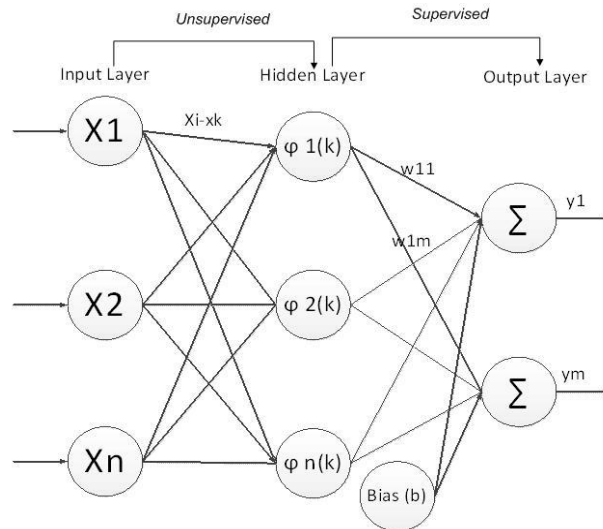 Unsupervised
Supervised
Input Layer
Hidden Layer
Output Layer
X1
Xi-xk
φ 1(k)
w11
y1
Σ
w1m
X2
φ 2(k)
Σ
ym
Xn
φ n(k)
Bias (b)